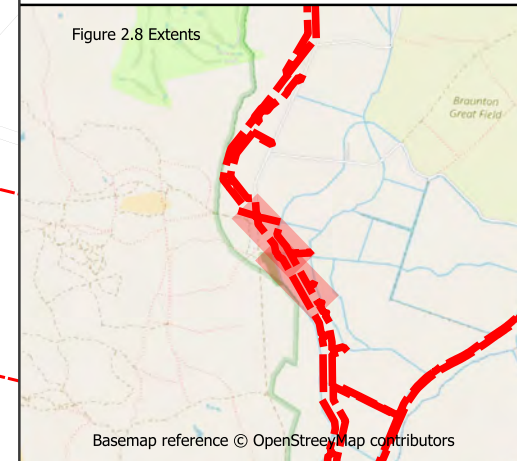 Figure 2.8 Extents
Braunton
Great Field
Basemap reference © OpenStreeyMap contributors